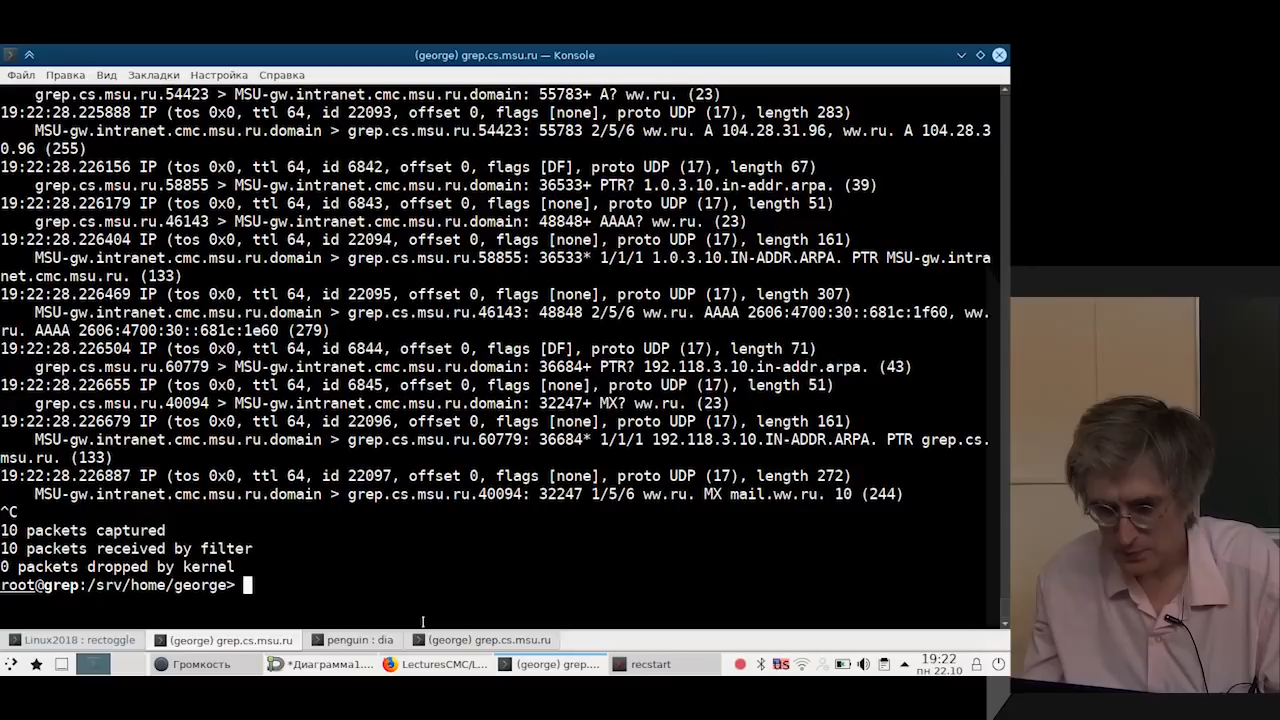 (george) grep.cs.msu.ru — Konsole
Файл Правка Вид Закладки Настройка Справка
grep.cs.msu.ru.54423 > MSU-gw.intranet.cmc.msu.ru.domain: 55783+ A? ww.ru. (23)
19:22:28.225888 IP (tos 0x0, ttl 64, id 22093, offset 0, flags [none], proto UDP (17), length 283)
MSU-gw.intranet.cmc.msu.ru.domain > grep.cs.msu.ru.54423: 55783 2/5/6 ww.ru. A 104.28.31.96, ww.ru. A 104.28.3
0.96 (255)
19:22:28.226156 IP (tos 0x0, ttl 64, id 6842, offset 0, flags [DF], proto UDP (17), length 67)
grep.cs.msu.ru.58855 > MSU-gw.intranet.cmc.msu.ru.domain: 36533+ PTR? 1.0.3.10.in-addr.arpa. (39)
19:22:28.226179 IP (tos 0x0, ttl 64, id 6843, offset 0, flags [none], proto UDP (17), length 51)
grep.cs.msu.ru.46143 > MSU-gw.intranet.cmc.msu.ru.domain: 48848+ AAAA? ww.ru. (23)
19:22:28.226404 IP (tos 0x0, ttl 64, id 22094, offset 0, flags [none], proto UDP (17), length 161)
MSU-gw.intranet.cmc.msu.ru.domain > grep.cs.msu.ru.58855: 36533* 1/1/1 1.0.3.10.IN-ADDR.ARPA. PTR MSU-gw.intra
net.cmc.msu.ru. (133)
19:22:28.226469 IP (tos 0x0, ttl 64, id 22095, offset 0, flags [none], proto UDP (17), length 307)
MSU-gw.intranet.cmc.msu.ru.domain > grep.cs.msu.ru.46143: 48848 2/5/6 ww.ru. AAAA 2606:4700:30::681c:1f60, ww.
ru. AAAA 2606:4700:30::681c:1e60 (279)
19:22:28.226504 IP (tos 0x0, ttl 64, id 6844, offset 0, flags [DF], proto UDP (17), length 71)
grep.cs.msu.ru.60779 > MSU-gw.intranet.cmc.msu.ru.domain: 36684+ PTR? 192.118.3.10.in-addr.arpa. (43)
19:22:28.226655 IP (tos 0x0, ttl 64, id 6845, offset 0, flags [none], proto UDP (17), length 51)
grep.cs.msu.ru.40094 > MSU-gw.intranet.cmc.msu.ru.domain: 32247+ MX? ww.ru. (23)
19:22:28.226679 IP (tos 0x0, ttl 64, id 22096, offset 0, flags [none], proto UDP (17), length 161)
MSU-gw.intranet.cmc.msu.ru.domain > grep.cs.msu.ru.60779: 36684* 1/1/1 192.118.3.10.IN-ADDR.ARPA. PTR grep.cs.
msu.ru. (133)
19:22:28.226887 IP (tos 0x0, ttl 64, id 22097, offset 0, flags [none], proto UDP (17), length 272)
MSU-gw.intranet.cmc.msu.ru.domain > grep.cs.msu.ru.40094: 32247 1/5/6 ww.ru. MX mail.ww.ru. 10 (244)
^C
10 packets captured
10 packets received by filter
0 packets dropped by kernel
root@grep:/srv/home/george>
Linux2018 : rectoggle (george) grep.cs.msu.ru penguin : dia (george) grep.cs.msu.ru
Громкость *Диаграмма1.... LecturesCMC/L... (george) grep.... recstart US 19:22
пн 22.10